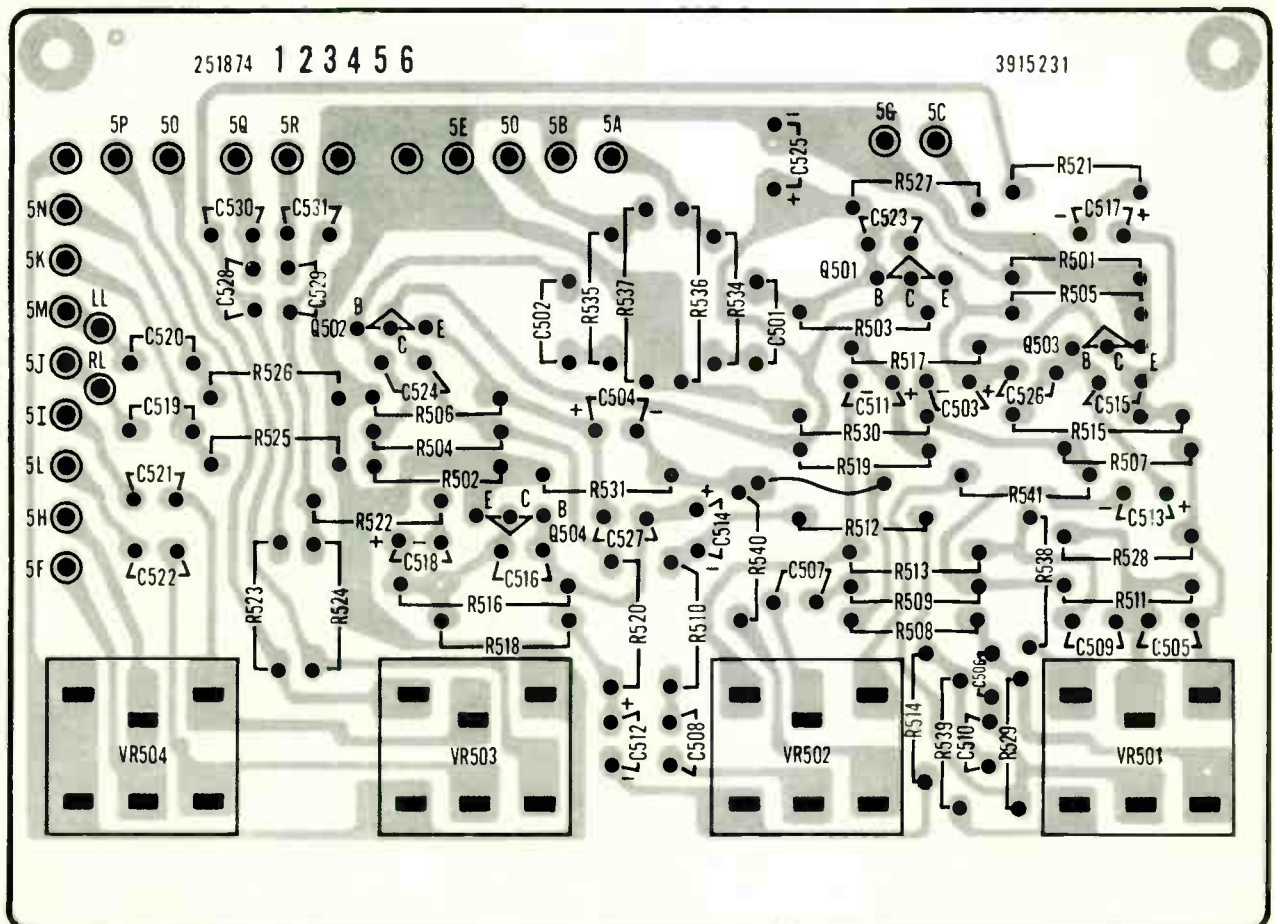 251874 1 2 3 4 5 6 3915231
5P 5O 5Q 5R 5E 5O 5B 5A 5G 5C
C525 - +
R527 R521
5N C530 C531 C523 - C517 +
5K Q501 R501
B C E
C528 C529 R505
5M LL Q502 B C E C502 R535 R537 R536 R534 C501 R503
C520 R517 Q503 B C E
5J RL C524
R526 C504 + - C511 - + C503 - + C526 C515
5I R506
C519 R504 R530 R515
R525 R519 R507
5L C521 R502 R531 R541
E C B + C514 - - C513 +
5H R522 Q504 C527 R512
+ - C518 R540 R538 R528
C522 C516 C507 R513
5F R523 R524 R516 R520 R510 R509 R511
R518 R508 C509 C505
C506
R514 R539 C510 R529
VR504 VR503 + C512 - C508 VR502 VR501